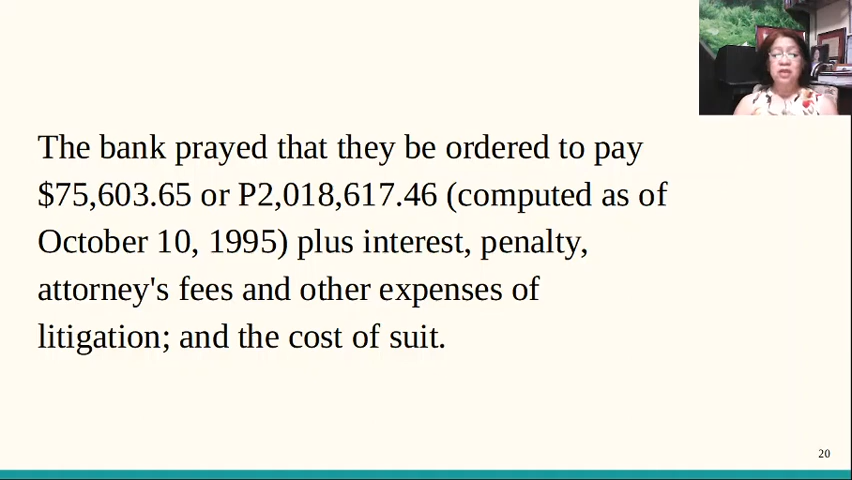 The bank prayed that they be ordered to pay
$75,603.65 or P2,018,617.46 (computed as of
October 10, 1995) plus interest, penalty,
attorney's fees and other expenses of
litigation; and the cost of suit.
20